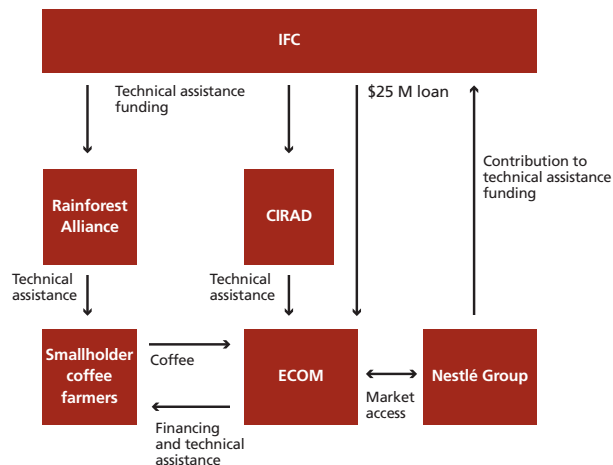 IFC
Technical assistance
funding
$25 M loan
Contribution to
technical assistance
funding
Rainforest
Alliance
CIRAD
Technical
assistance
Technical
assistance
Smallholder
coffee
farmers
Coffee
ECOM
Market
access
Nestlé Group
Financing
and technical
assistance